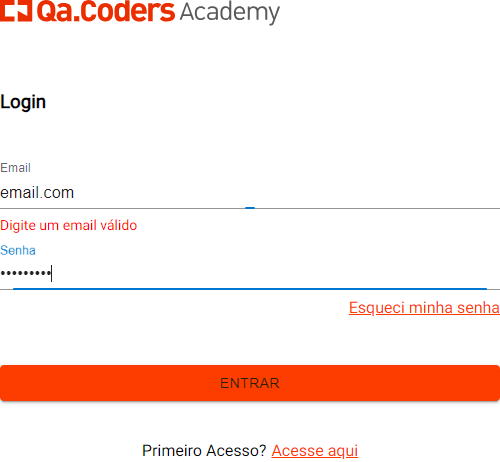 Qa.Coders Academy
Login
Email
email.com
Digite um email válido
Senha
•••••••••
Esqueci minha senha
ENTRAR
Primeiro Acesso? Acesse aqui